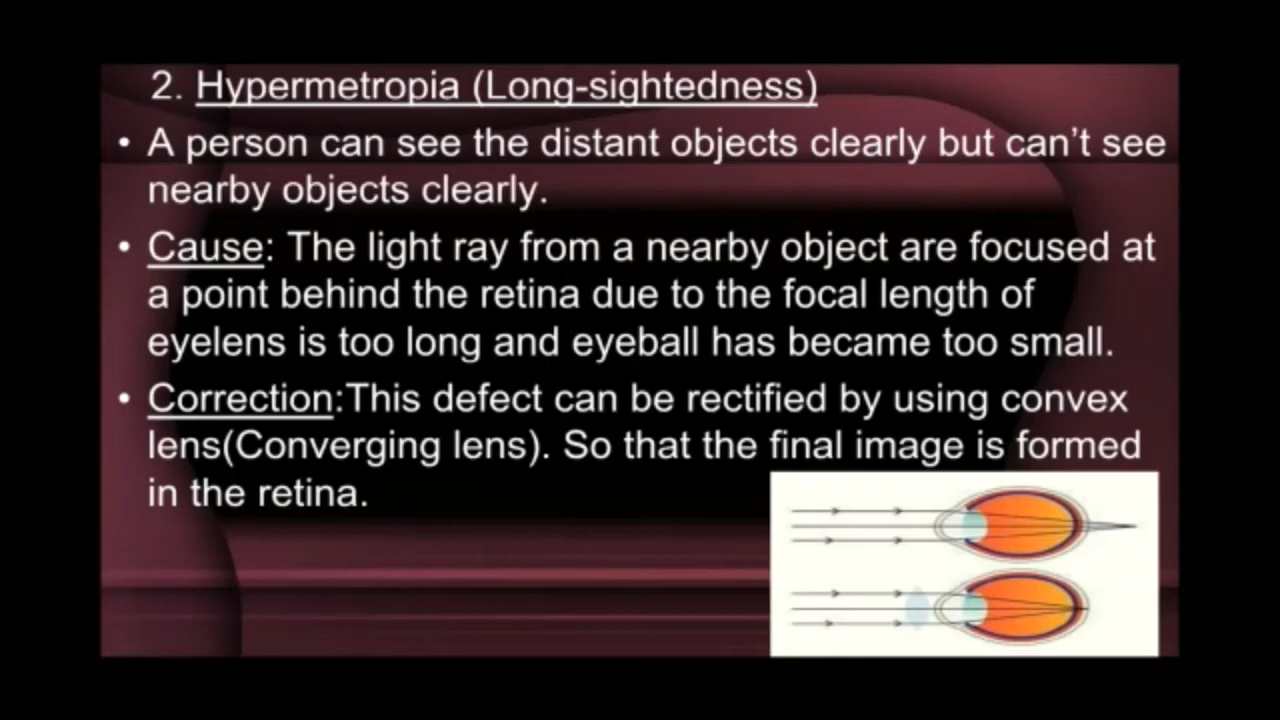 2. Hypermetropia (Long-sightedness)
• A person can see the distant objects clearly but can't see
nearby objects clearly.
• Cause: The light ray from a nearby object are focused at
a point behind the retina due to the focal length of
eyelens is too long and eyeball has became too small.
• Correction:This defect can be rectified by using convex
lens(Converging lens). So that the final image is formed
in the retina.